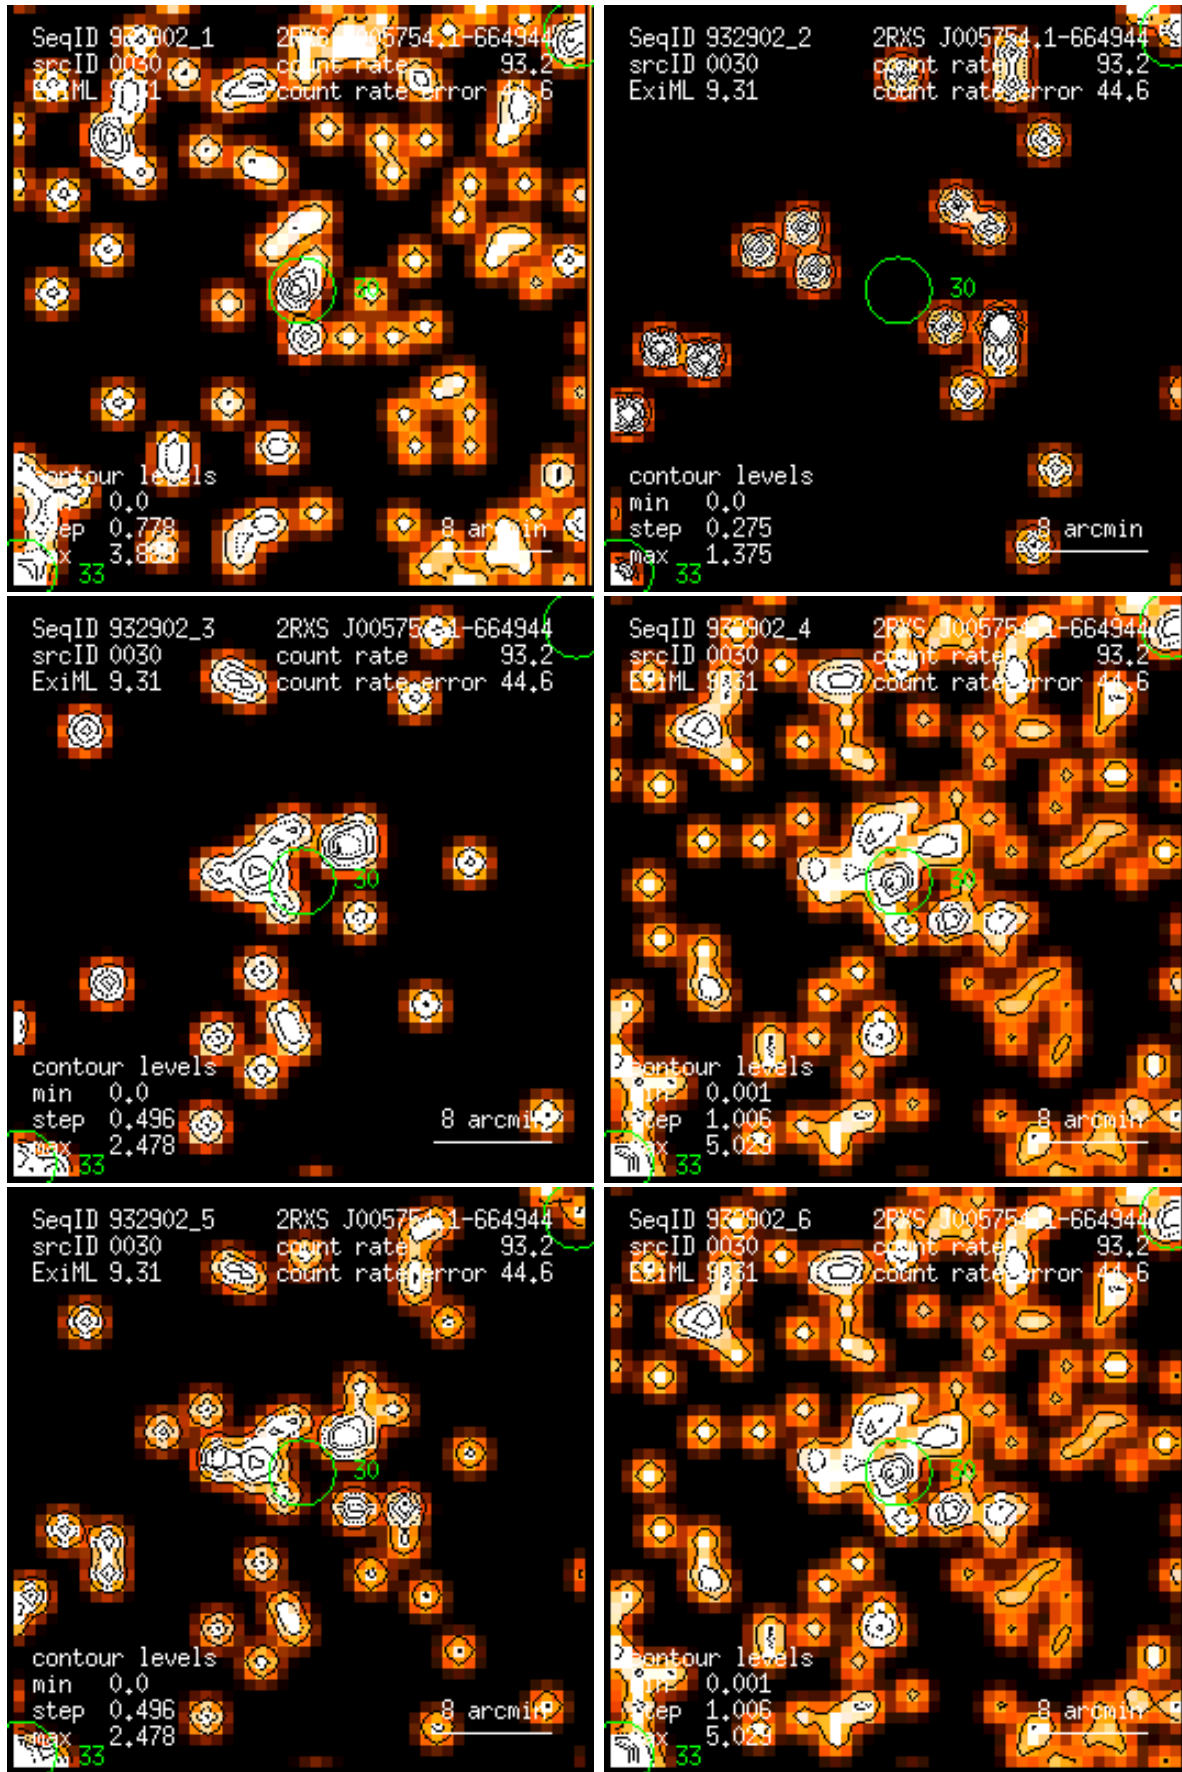 SeqID 932902_1 2RXS J005754.1-664944
srcID 0030 count rate 93.2
ExiML 9.31 count rate error 44.6
30
contour levels
min 0.0
step 0.778
8 arcmin
max
33
SeqID 932902_2 2RXS J005754.1-664944
srcID 0030 count rate 93.2
ExiML 9.31 count rate error 44.6
30
contour levels
min 0.0
step 0.275
8 arcmin
max 1.375
33
SeqID 932902_3 2RXS J005754.1-664944
srcID 0030 count rate 93.2
ExiML 9.31 count rate error 44.6
30
contour levels
min 0.0
step 0.496
8 arcmin
max 2.478
33
SeqID 932902_4 2RXS J005754.1-664944
srcID 0030 count rate 93.2
ExiML 9.31 count rate error 44.6
30
contour levels
min 0.001
step 1.006
8 arcmin
max 5.029
33
SeqID 932902_5 2RXS J005754.1-664944
srcID 0030 count rate 93.2
ExiML 9.31 count rate error 44.6
30
contour levels
min 0.0
step 0.496
8 arcmin
max 2.478
33
SeqID 932902_6 2RXS J005754.1-664944
srcID 0030 count rate 93.2
ExiML 9.31 count rate error 44.6
30
contour levels
min 0.001
step 1.006
8 arcmin
max 5.029
33